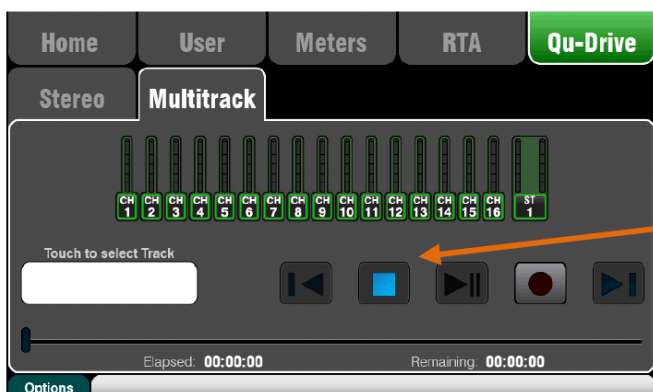 Home User Meters RTA Qu-Drive
Stereo Multitrack
CH 1 CH 2 CH 3 CH 4 CH 5 CH 6 CH 7 CH 8 CH 9 CH 10 CH 11 CH 12 CH 13 CH 14 CH 15 CH 16 ST 1
Touch to select Track
Elapsed: 00:00:00 Remaining: 00:00:00
Options